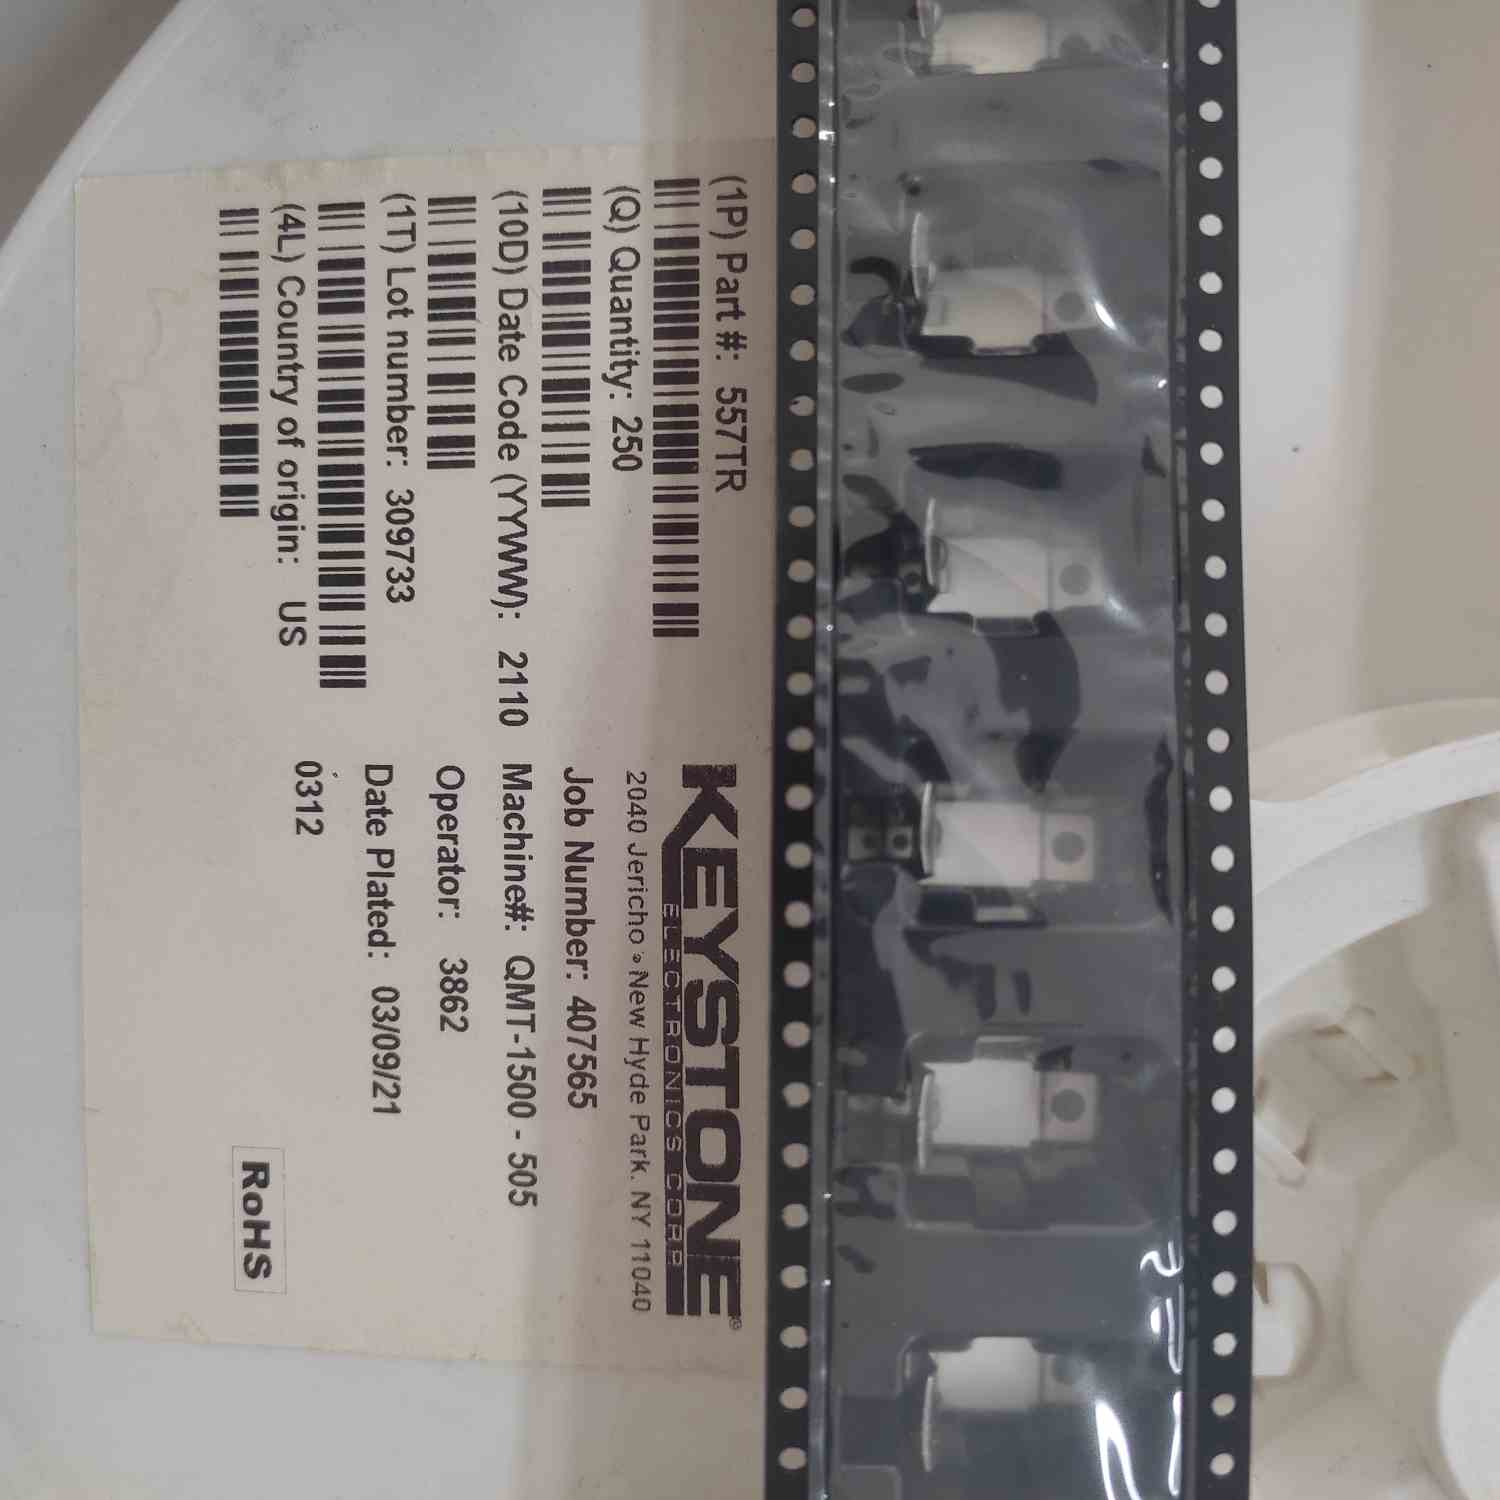 (1P) Part #: 557TR
(Q) Quantity: 250
(10D) Date Code (YYWW): 2110
(1T) Lot number: 309733
(4L) Country of origin: US
KEYSTONE®
ELECTRONICS CORP.
2040 Jericho • New Hyde Park, NY 11040
Job Number: 407565
Machine#: QMT-1500 - 505
Operator: 3862
Date Plated: 03/09/21
0312
RoHS